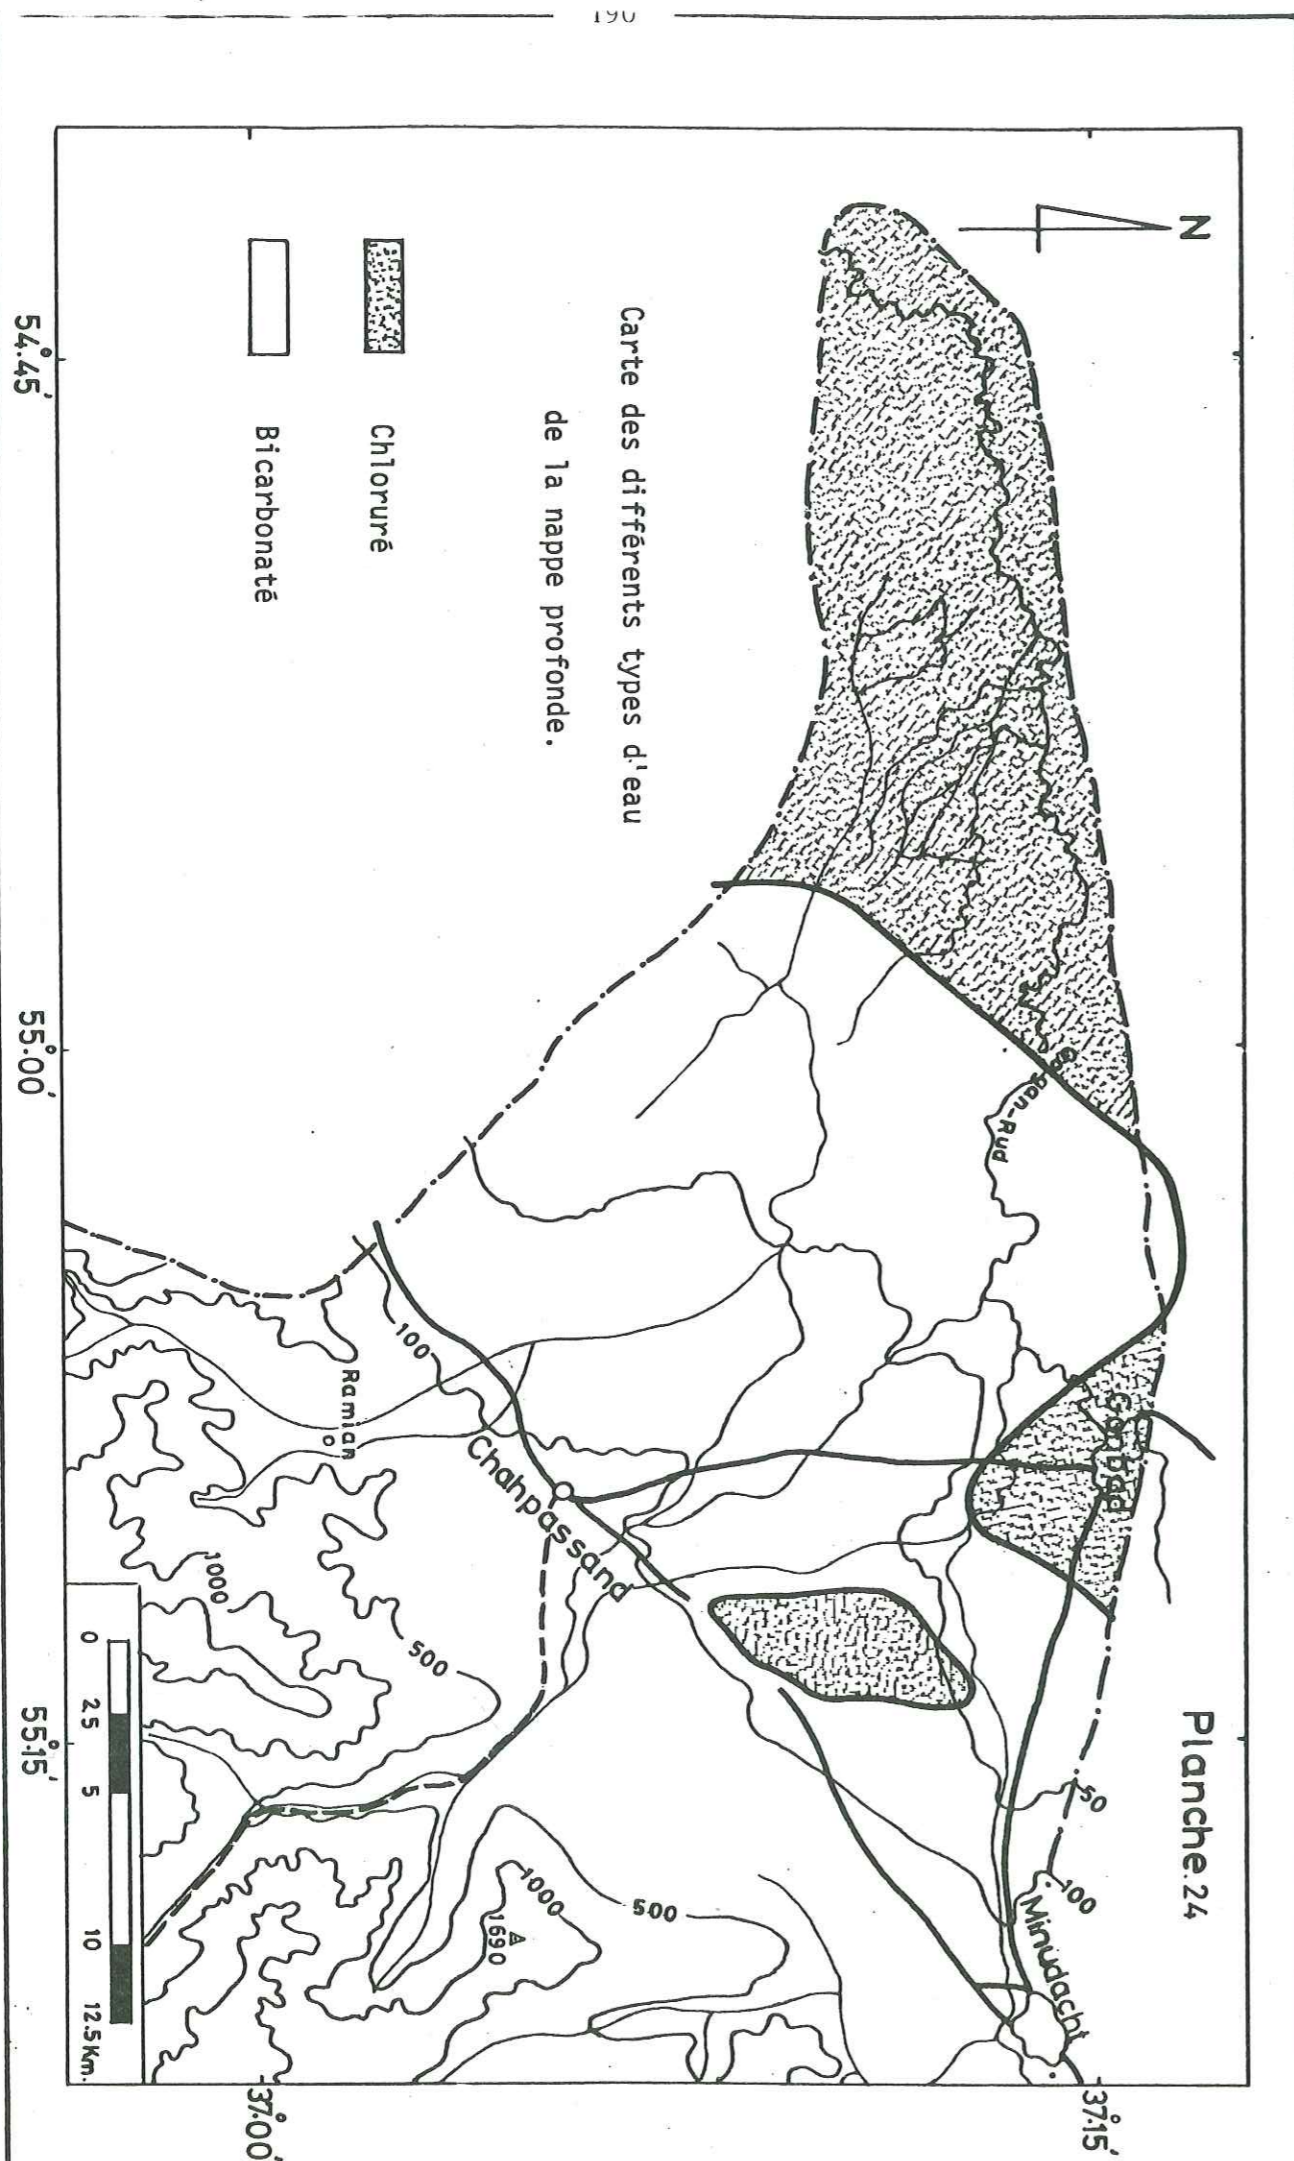 190
Planche.24
N
Carte des différents types d'eau
de la nappe profonde.
Chloruré
Bicarbonaté
Gorgan-Rud
Gonbad
Minudacht
Chahpassand
Ramian
50
100
100
500
500
1000
1000
1690
37°15'
37°00'
54°45'
55°00'
55°15'
0 2.5 5 10 12.5 Km.